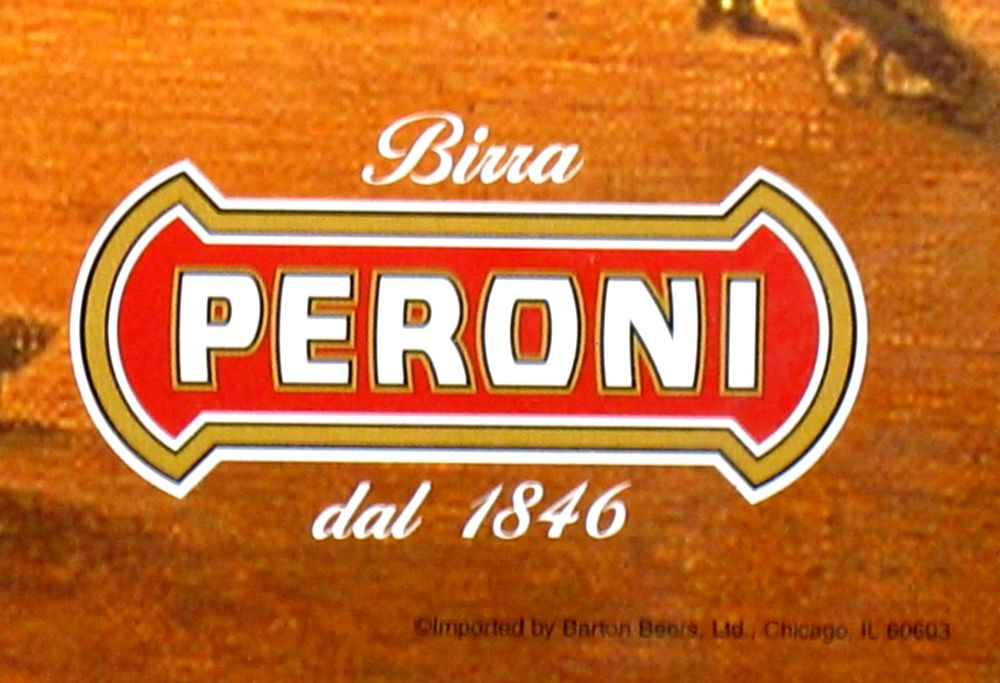 Birra
PERONI
dal 1846
©Imported by Barton Beers, Ltd., Chicago, IL 60603